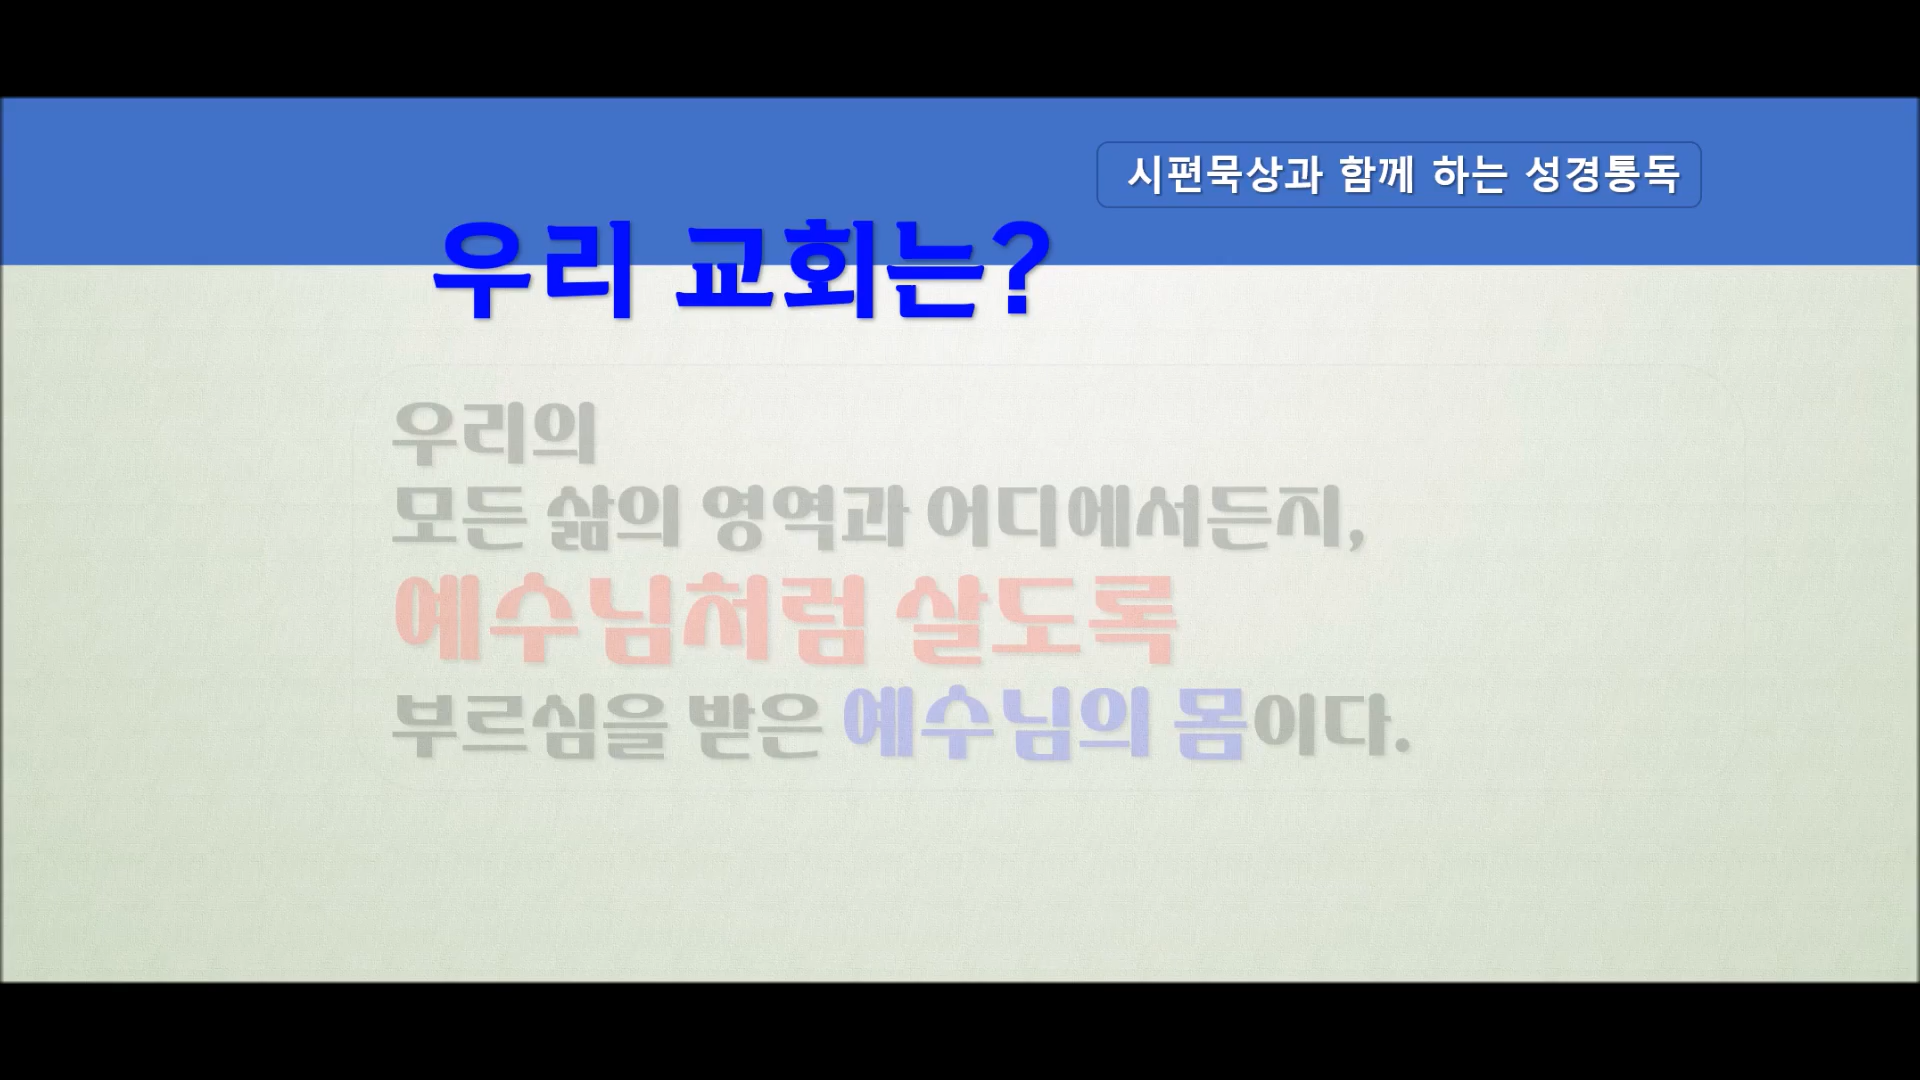 시편묵상과 함께 하는 성경통독
우리 교회는?
우리의
모든 삶의 영역과 어디에서든지,
예수님처럼 살도록
부르심을 받은 예수님의 몸이다.